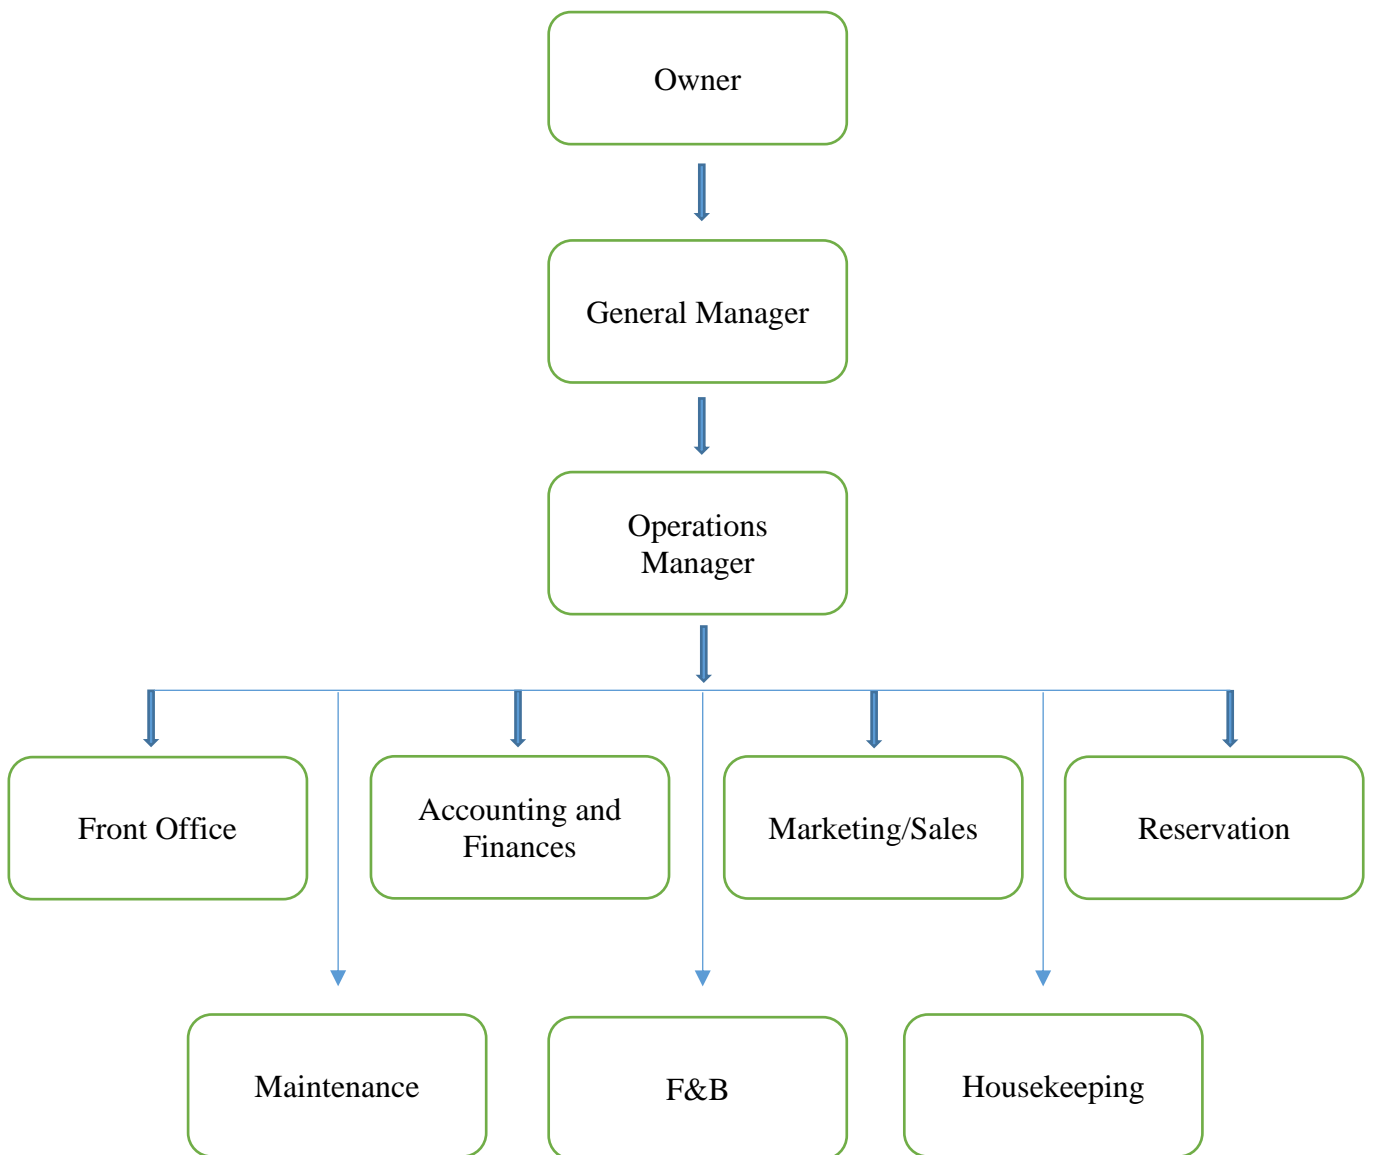 Owner
General Manager
Operations
Manager
Front Office
Accounting and
Finances
Marketing/Sales
Reservation
Maintenance
F&B
Housekeeping